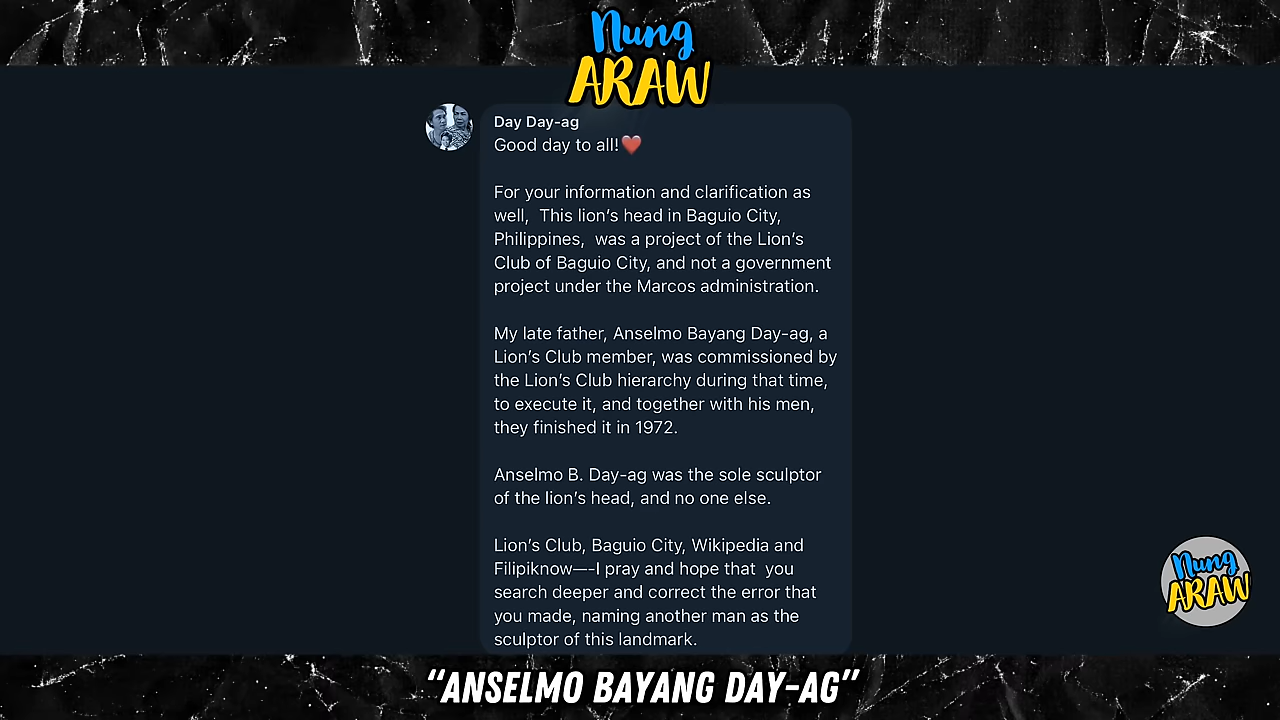 Nung
ARAW
Day Day-ag
Good day to all!❤️
For your information and clarification as
well,  This lion's head in Baguio City,
Philippines,  was a project of the Lion's
Club of Baguio City, and not a government
project under the Marcos administration.
My late father, Anselmo Bayang Day-ag, a
Lion's Club member, was commissioned by
the Lion's Club hierarchy during that time,
to execute it, and together with his men,
they finished it in 1972.
Anselmo B. Day-ag was the sole sculptor
of the lion's head, and no one else.
Lion's Club, Baguio City, Wikipedia and
Filipiknow—-I pray and hope that  you
search deeper and correct the error that
you made, naming another man as the
sculptor of this landmark.
Nung
ARAW
“ANSELMO BAYANG DAY-AG”